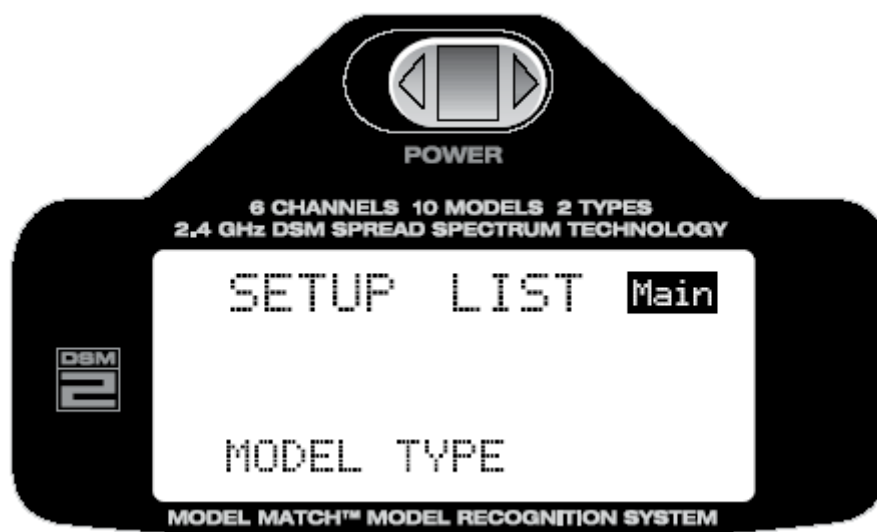 POWER
6 CHANNELS 10 MODELS 2 TYPES
2.4 GHz DSM SPREAD SPECTRUM TECHNOLOGY
SETUP LIST Main
DSM
2
MODEL TYPE
MODEL MATCH™ MODEL RECOGNITION SYSTEM